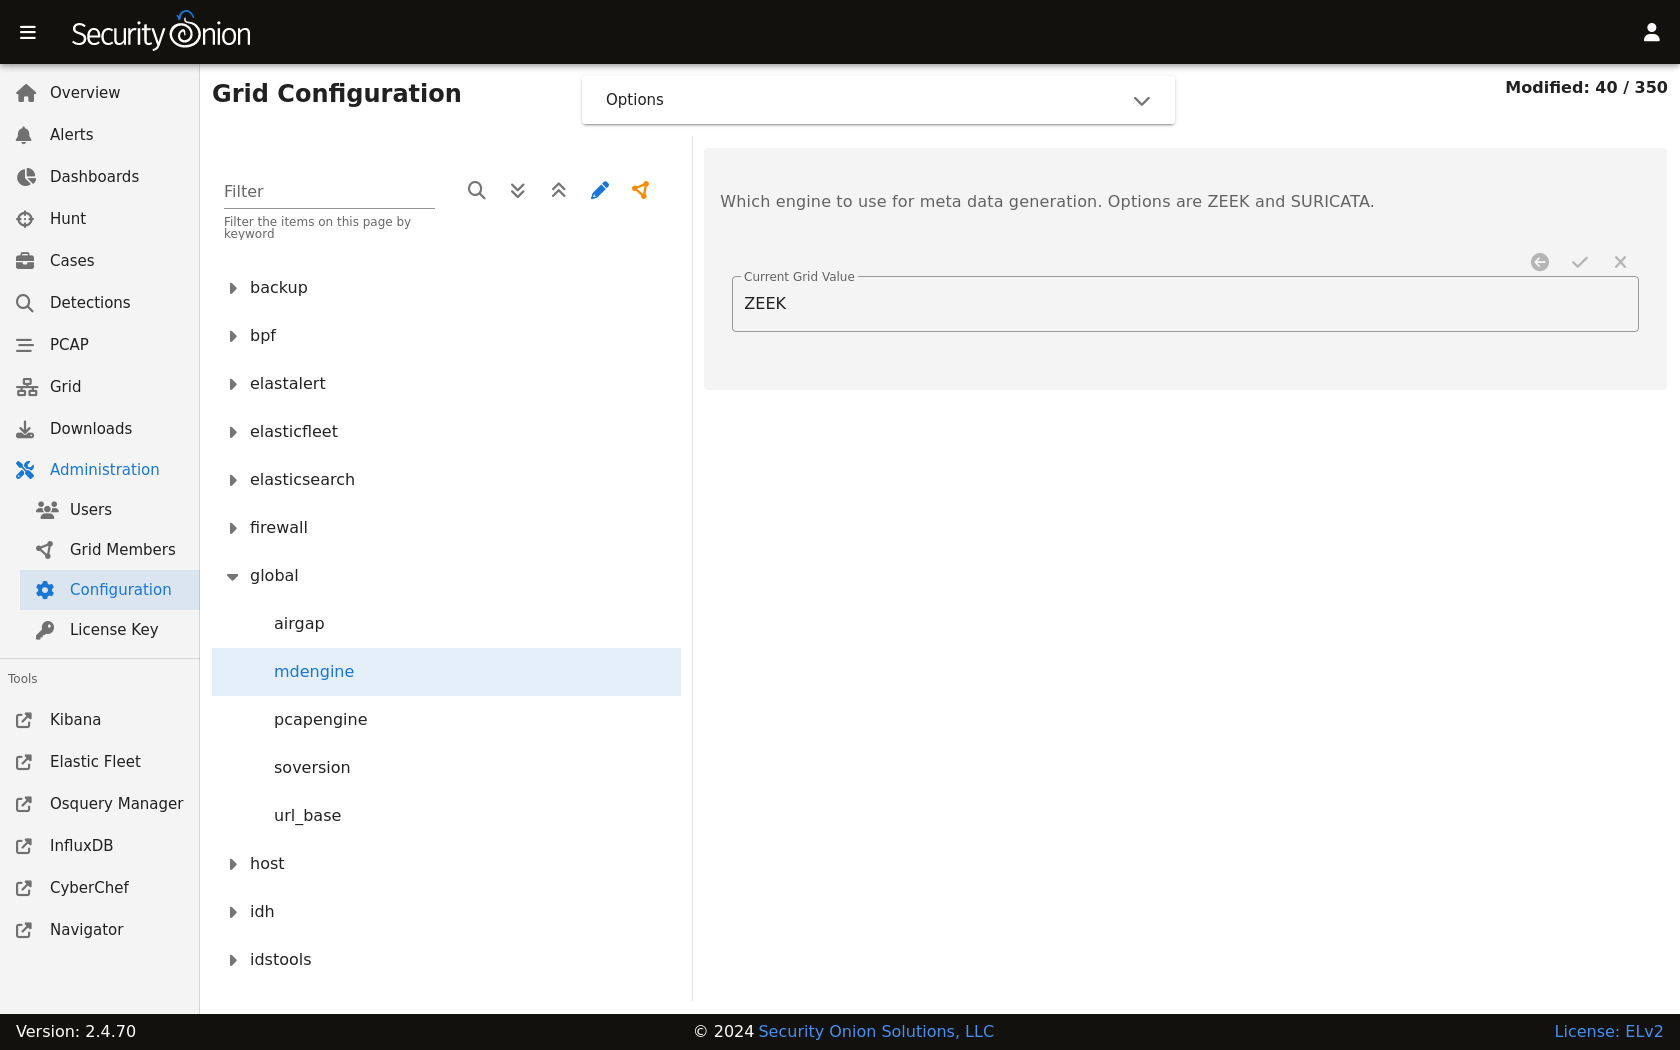 Security Onion
Overview
Alerts
Dashboards
Hunt
Cases
Detections
PCAP
Grid
Downloads
Administration
Users
Grid Members
Configuration
License Key
Tools
Kibana
Elastic Fleet
Osquery Manager
InfluxDB
CyberChef
Navigator
Grid Configuration
Options
Modified: 40 / 350
Filter
Filter the items on this page by
keyword
backup
bpf
elastalert
elasticfleet
elasticsearch
firewall
global
airgap
mdengine
pcapengine
soversion
url_base
host
idh
idstools
Which engine to use for meta data generation. Options are ZEEK and SURICATA.
Current Grid Value
ZEEK
Version: 2.4.70
© 2024 Security Onion Solutions, LLC
License: ELv2